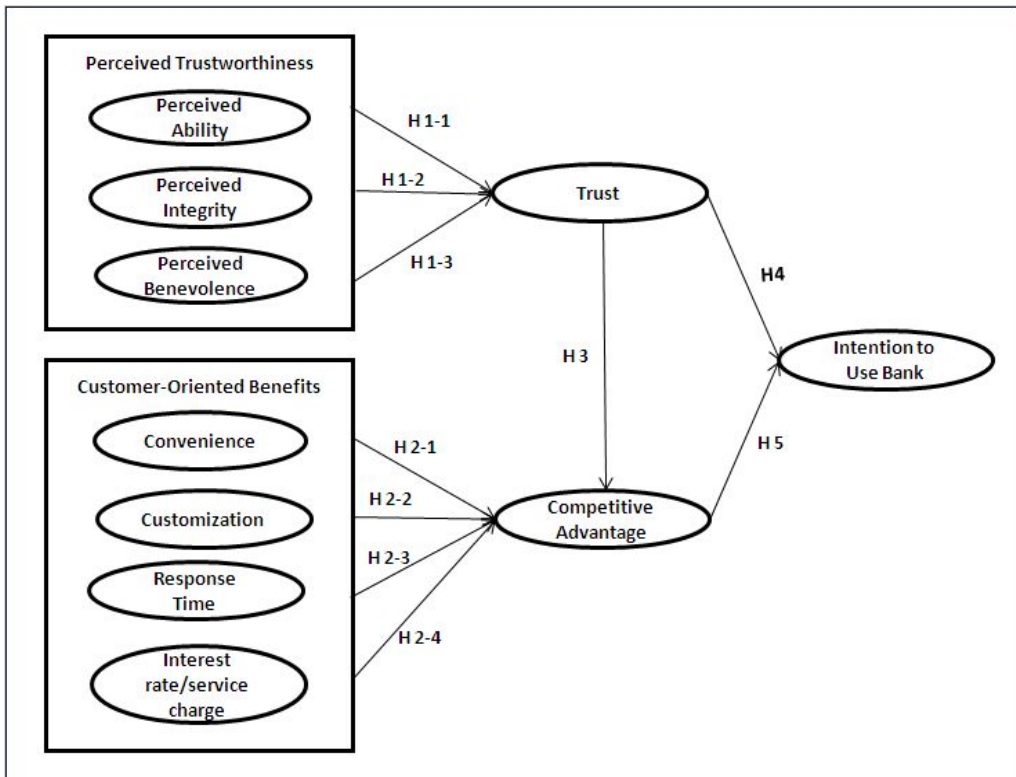 Perceived Trustworthiness
Perceived
Ability
Perceived
Integrity
Perceived
Benevolence
H 1-1
H 1-2
H 1-3
Trust
H 3
H4
Intention to
Use Bank
H 5
Customer-Oriented Benefits
Convenience
Customization
Response
Time
Interest
rate/service
charge
H 2-1
H 2-2
H 2-3
H 2-4
Competitive
Advantage